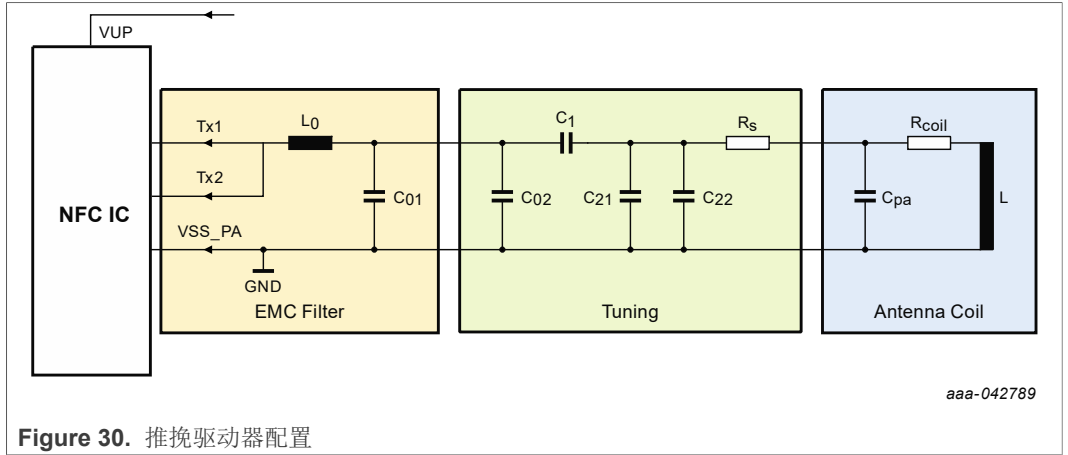 VUP
NFC IC
Tx1
Tx2
VSS_PA
GND
L0
C01
EMC Filter
C02
C1
C21
C22
Rs
Tuning
Cpa
Rcoil
L
Antenna Coil
aaa-042789
Figure 30. 推挽驱动器配置